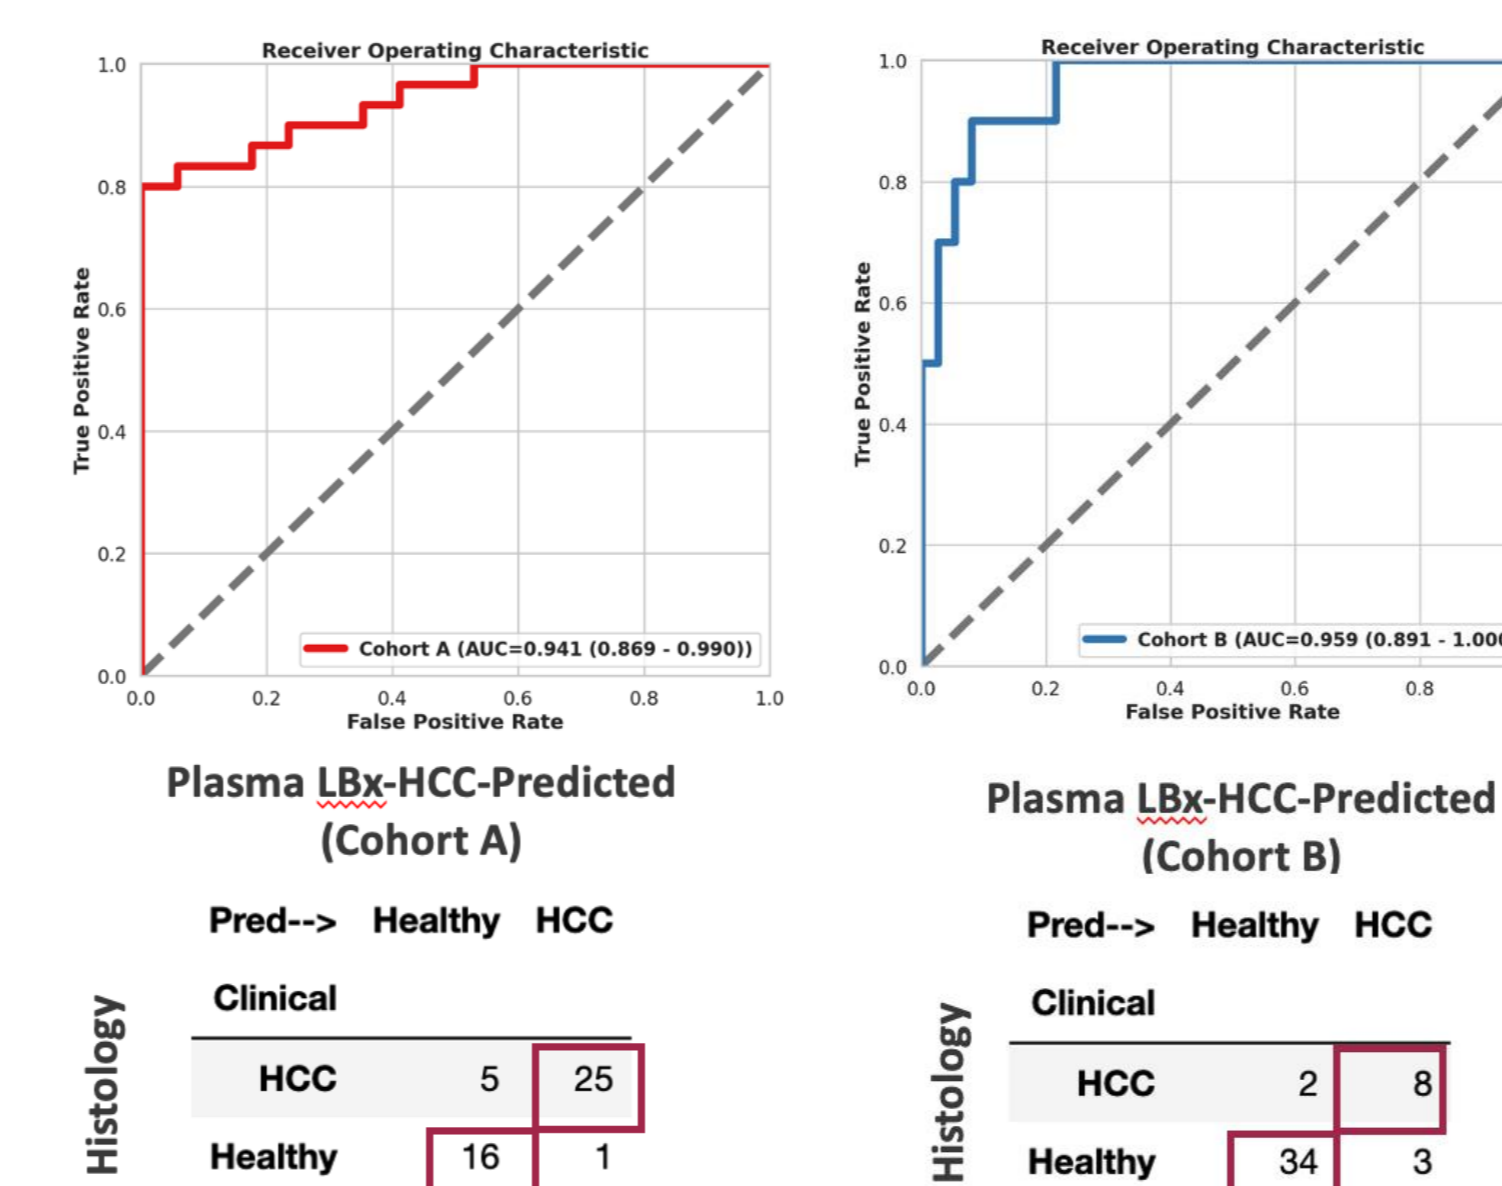 Receiver Operating Characteristic
1.0
0.8
0.6
0.4
0.2
0.0
True Positive Rate
Cohort A (AUC=0.941 (0.869 - 0.990))
0.0 0.2 0.4 0.6 0.8 1.0
False Positive Rate
Plasma LBx-HCC-Predicted
(Cohort A)
Pred--> Healthy HCC
Clinical
Histology
HCC 5 25
Healthy 16 1
Receiver Operating Characteristic
1.0
0.8
0.6
0.4
0.2
0.0
True Positive Rate
Cohort B (AUC=0.959 (0.891 - 1.00
0.0 0.2 0.4 0.6 0.8
False Positive Rate
Plasma LBx-HCC-Predicted
(Cohort B)
Pred--> Healthy HCC
Clinical
Histology
HCC 2 8
Healthy 34 3